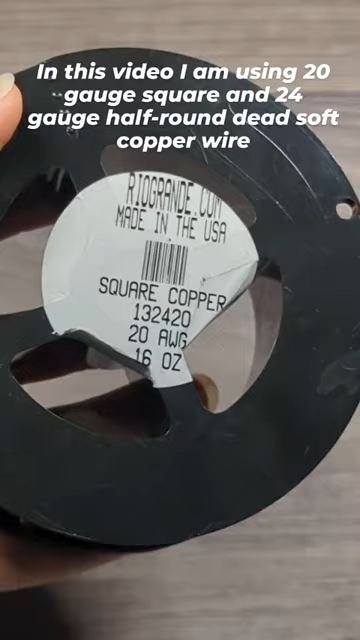 In this video I am using 20
gauge square and 24
gauge half-round dead soft
copper wire
RIOGRANDE.COM
MADE IN THE USA
SQUARE COPPER
132420
20 AWG
16 OZ